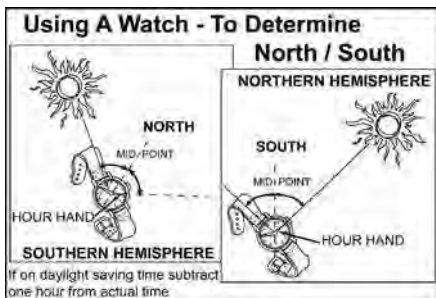 Using A Watch - To Determine
North / South
NORTH
MID/POINT
HOUR HAND
SOUTHERN HEMISPHERE
If on daylight saving time subtract
one hour from actual time
NORTHERN HEMISPHERE
SOUTH
MID/POINT
HOUR HAND